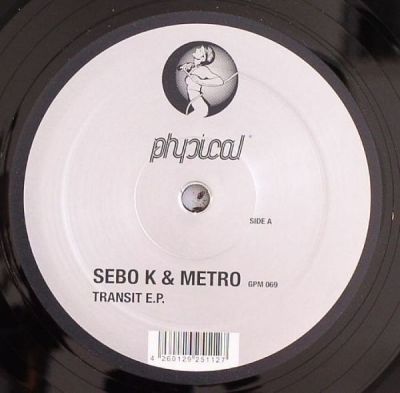 physical
SIDE A
SEBO K & METRO GPM 069
TRANSIT E.P.
4 260129 251127